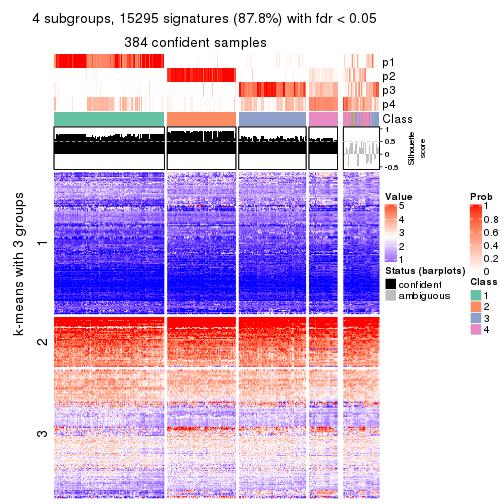 4 subgroups, 15295 signatures (87.8%) with fdr < 0.05
384 confident samples
p1
p2
p3
p4
Class
1
0.5
0
-0.5
Silhouette
score
k-means with 3 groups
1
2
3
Value
5
4
3
2
1
Status (barplots)
confident
ambiguous
Prob
1
0.8
0.6
0.4
0.2
0
Class
1
2
3
4